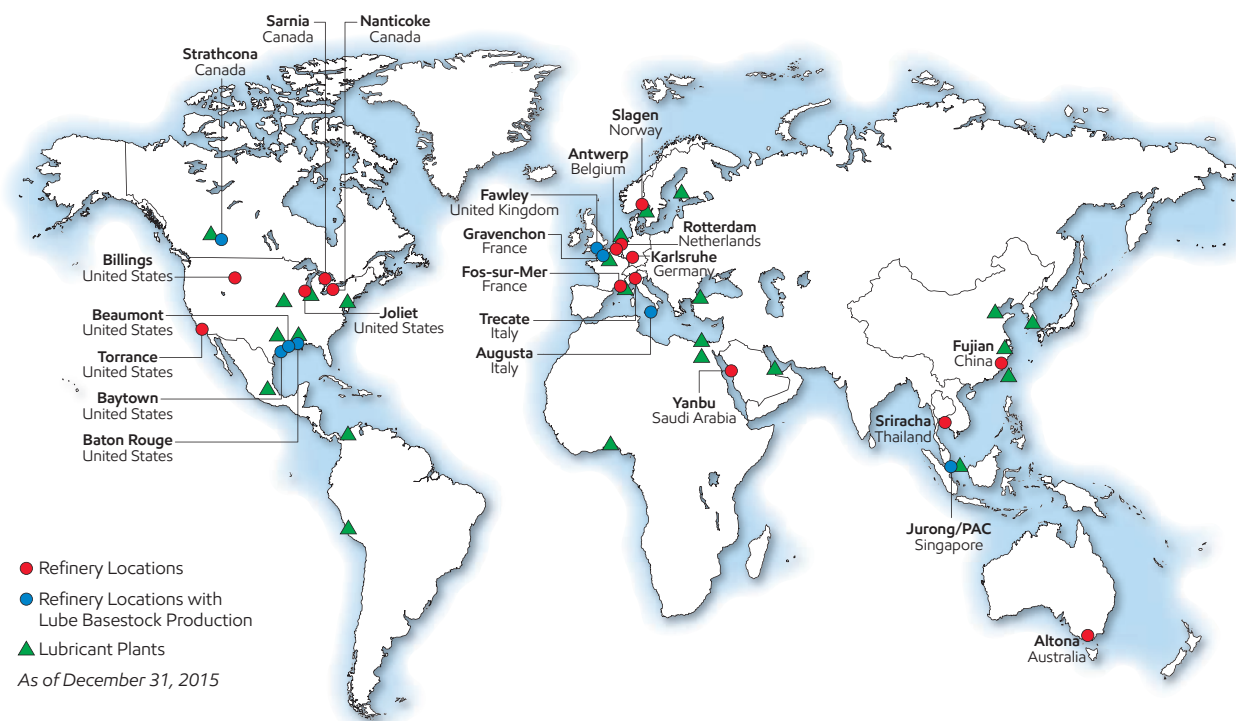 Sarnia
Canada
Nanticoke
Canada
Strathcona
Canada
Billings
United States
Beaumont
United States
Torrance
United States
Baytown
United States
Baton Rouge
United States
Joliet
United States
Slagen
Norway
Antwerp
Belgium
Fawley
United Kingdom
Gravenchon
France
Fos-sur-Mer
France
Rotterdam
Netherlands
Karlsruhe
Germany
Trecate
Italy
Augusta
Italy
Yanbu
Saudi Arabia
Fujian
China
Sriracha
Thailand
Jurong/PAC
Singapore
Altona
Australia
Refinery Locations
Refinery Locations with
Lube Basestock Production
Lubricant Plants
As of December 31, 2015